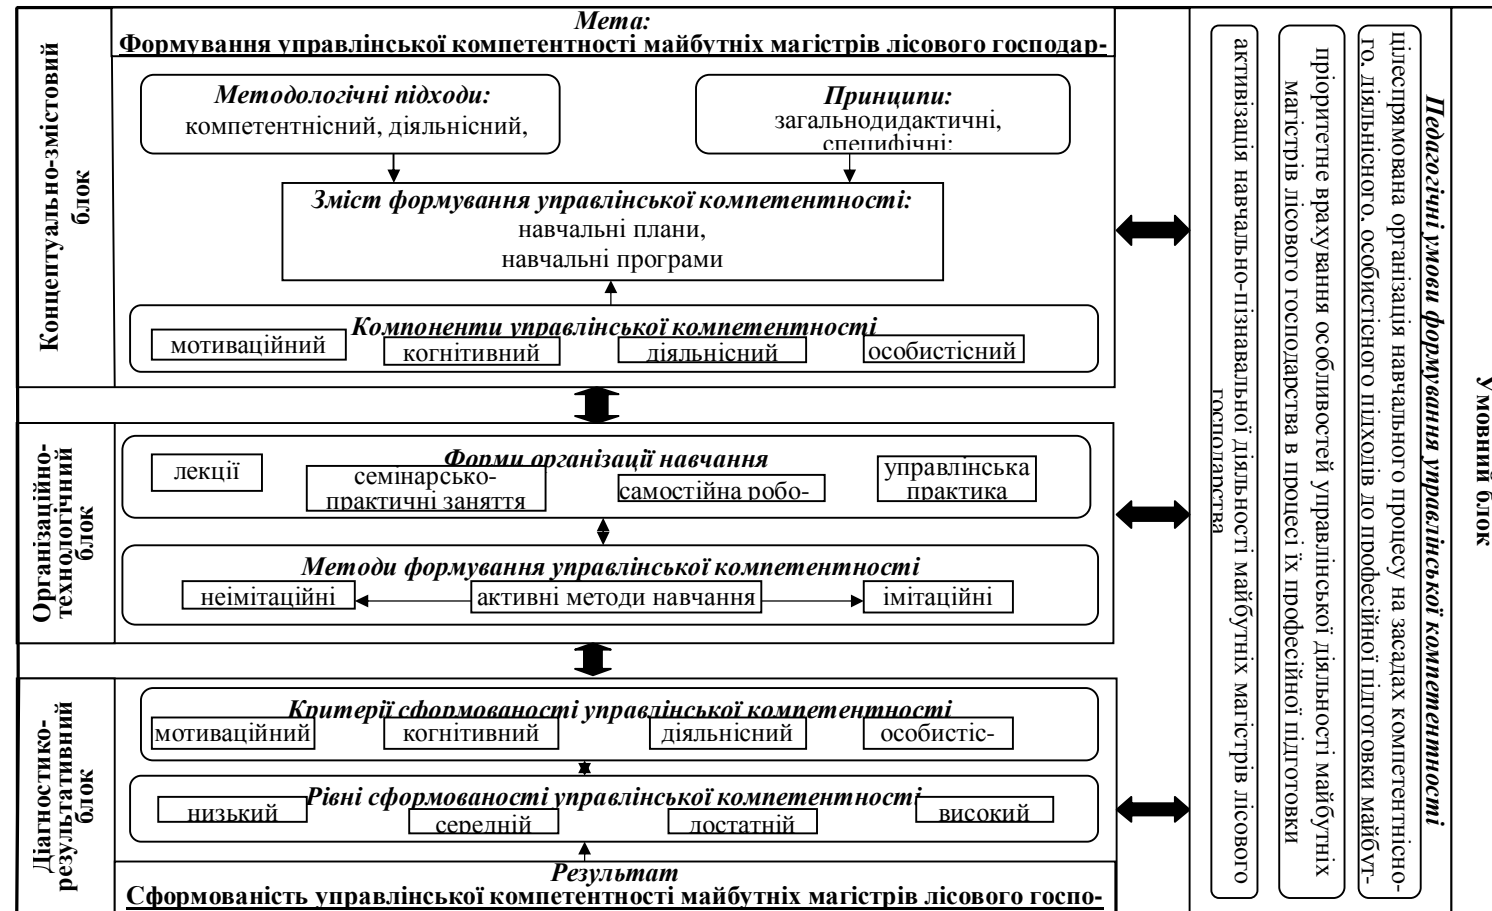 Концептуально-змістовий
блок
Мета:
Формування управлінської компетентності майбутніх магістрів лісового господар-
Методологічні підходи:
компетентнісний, діяльнісний,
Принципи:
загальнодидактичні,
специфічні:
Зміст формування управлінської компетентності:
навчальні плани,
навчальні програми
Компоненти управлінської компетентності
мотиваційний
когнитивний
діяльнісний
особистісний
Організаційно-
технологічний
блок
Форми організації навчання
лекції
семінарсько-
практичні заняття
самостійна робо-
управлінська
практика
Методи формування управлінської компетентності
неімітаційні
активні методи навчання
імітаційні
Діагностико-
результативний
блок
Критерії сформованості управлінської компетентності
мотиваційний
когнитивний
діяльнісний
особистіс-
Рівні сформованості управлінської компетентності
низький
середній
достатній
високий
Результат
Сформованість управлінської компетентності майбутніх магістрів лісового госпо-
Умовний блок
Педагогічні умови формування управлінської компетентності
цілеспрямована організація навчального процесу на засадах компетентнісно-
го, діяльнісного, особистісного підходів до професійної підготовки майбут-
пріоритетне врахування особливостей управлінської діяльності майбутніх
магістрів лісового господарства в процесі їх професійної підготовки
активізація навчально-пізнавальної діяльності майбутніх магістрів лісового
господарства